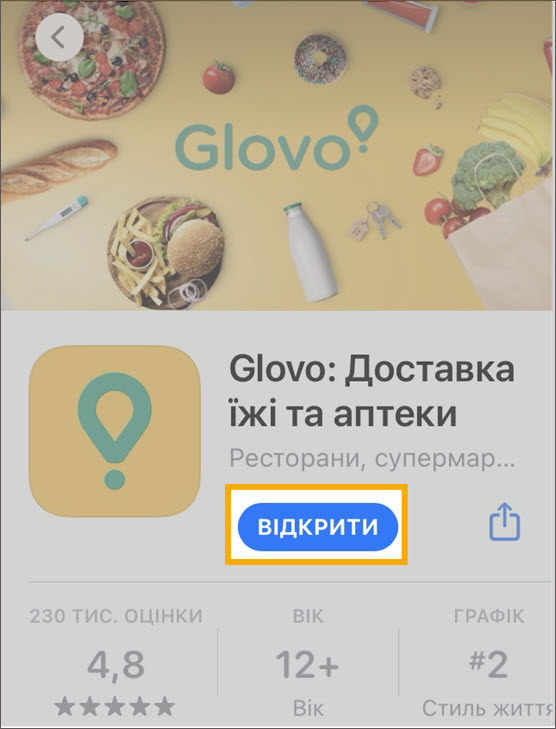 Glovo
Glovo: Доставка
їжі та аптеки
Ресторани, супермар...
ВІДКРИТИ
230 ТИС. ОЦІНКИ
ВІК
ГРАФІК
4,8
12+
#2
Вік
Стиль життя